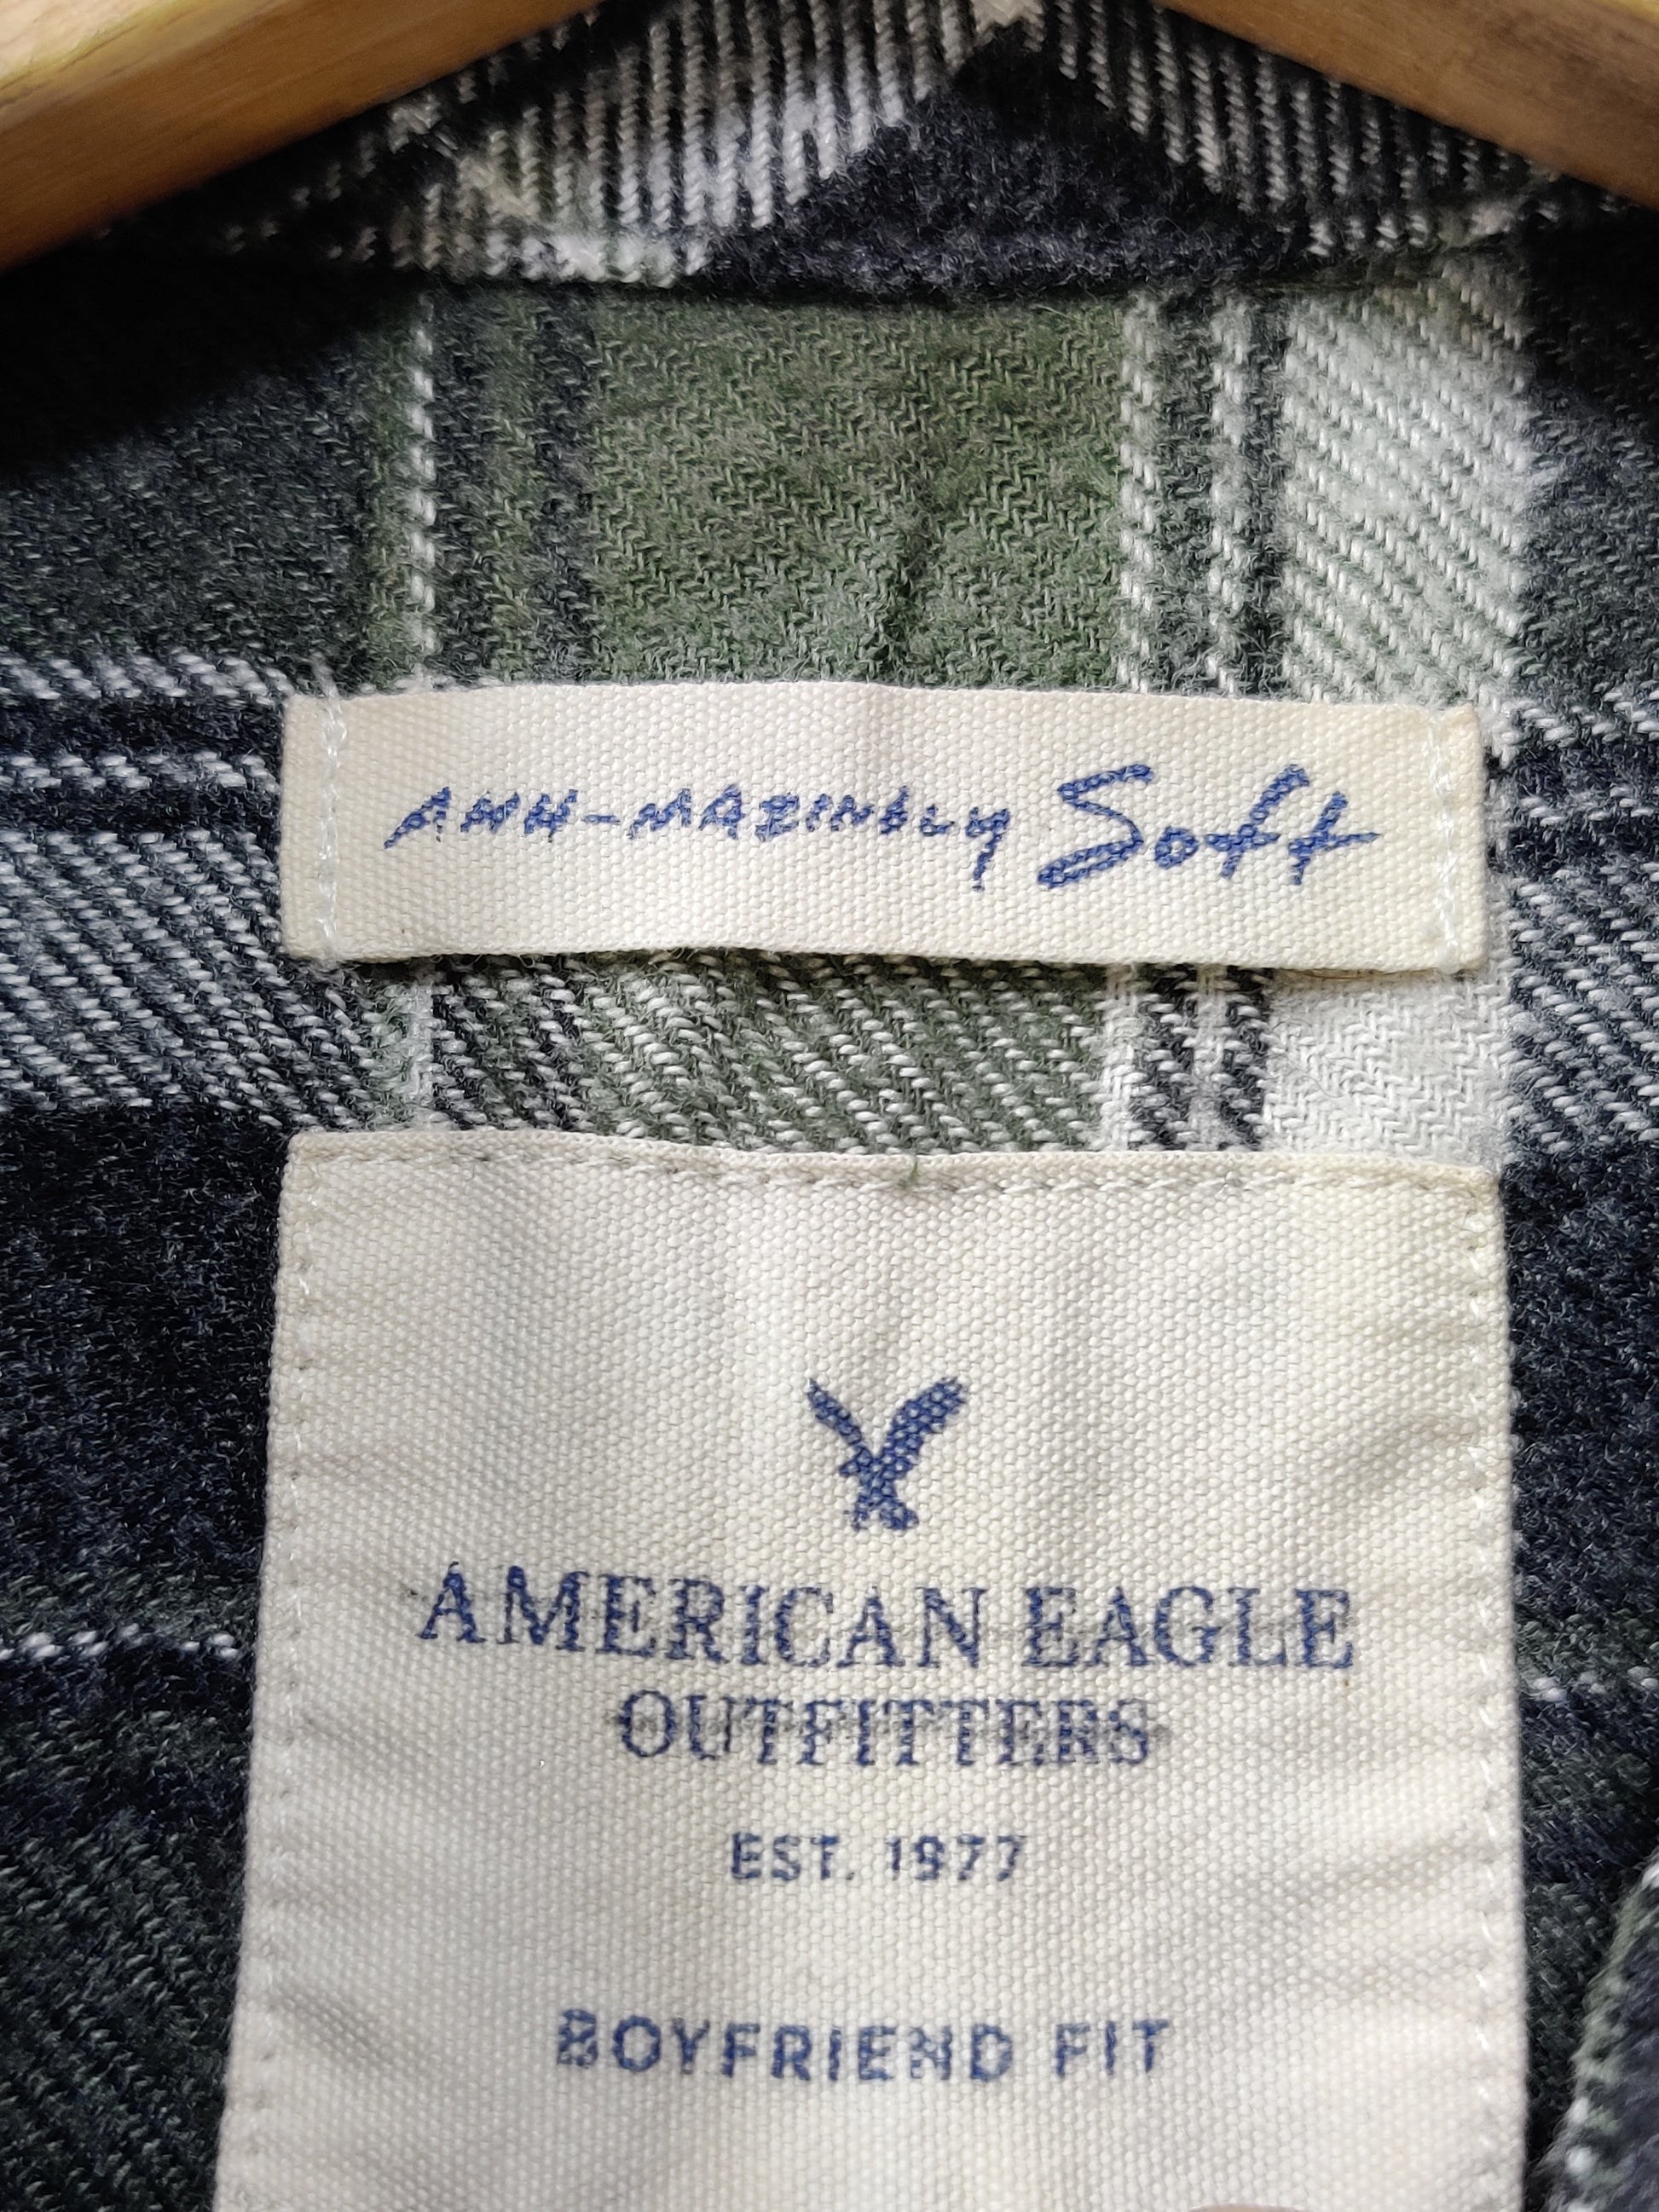 AHH-MAZINGLY Soft
AMERICAN EAGLE
OUTFITTERS
EST. 1977
BOYFRIEND FIT